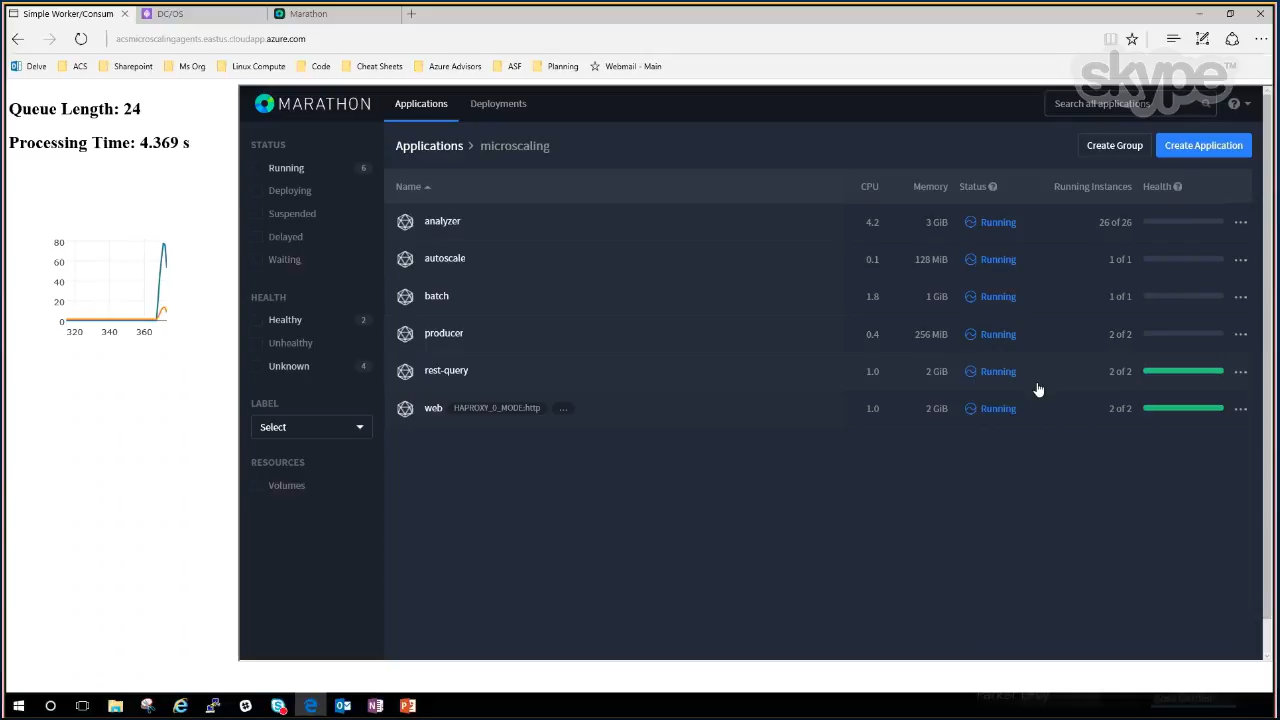 Simple Worker/Consum
DC/OS
Marathon
acsmicroscalingagents.eastus.cloudapp.azure.com
Delve ACS Sharepoint Ms Org Linux Compute Code Cheat Sheets Azure Advisors ASF Planning Webmail - Main
skype™
Queue Length: 24
Processing Time: 4.369 s
80
60
40
20
0
320 340 360
MARATHON Applications Deployments Search all applications
STATUS
Running 6
Deploying
Suspended
Delayed
Waiting
HEALTH
Healthy 2
Unhealthy
Unknown 4
LABEL
Select
RESOURCES
Volumes
Applications > microscaling Create Group Create Application
Name CPU Memory Status Running Instances Health
analyzer 4.2 3 GiB Running 26 of 26
autoscale 0.1 128 MiB Running 1 of 1
batch 1.8 1 GiB Running 1 of 1
producer 0.4 256 MiB Running 2 of 2
rest-query 1.0 2 GiB Running 2 of 2
web HAPROXY_0_MODE:http ... 1.0 2 GiB Running 2 of 2